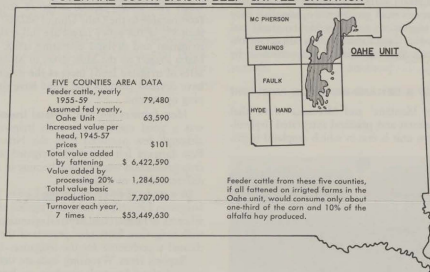 MC PHERSON
EDMUNDS
OAHE UNIT
FAULK
HYDE HAND
FIVE COUNTIES AREA DATA
Feeder cattle, yearly
1955-59 79,480
Assumed fed yearly,
Oahe Unit 63,590
Increased value per
head, 1945-57
prices $101
Total value added
by fattening $ 6,422,590
Value added by
processing 20% 1,284,500
Total value basic
production 7,707,090
Turnover each year,
7 times $53,449,630
Feeder cattle from these five counties,
if all fattened on irrigted farms in the
Oahe unit, would consume only about
one-third of the corn and 10% of the
alfalfa hay produced.